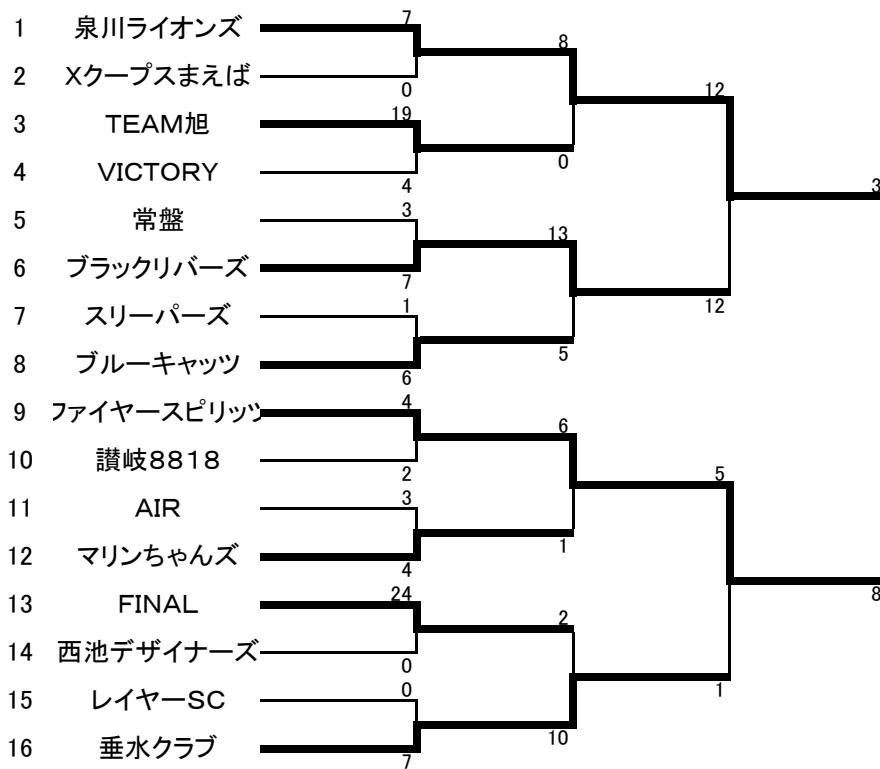 7
1 泉川ライオンズ
8
2 Xクープスまえば
0
12
19
3 TEAM旭
0
4 VICTORY
4
3
3
5 常盤
13
6 ブラックリバーズ
7
1
12
7 スリーパーズ
5
8 ブルーキャッツ
6
4
9 ファイヤースピリッツ
6
10 讃岐8818
2
5
3
11 AIR
1
12 マリンちゃんズ
4
8
24
13 FINAL
2
14 西池デザイナーズ
0
0
1
15 レイヤーSC
10
16 垂水クラブ
7